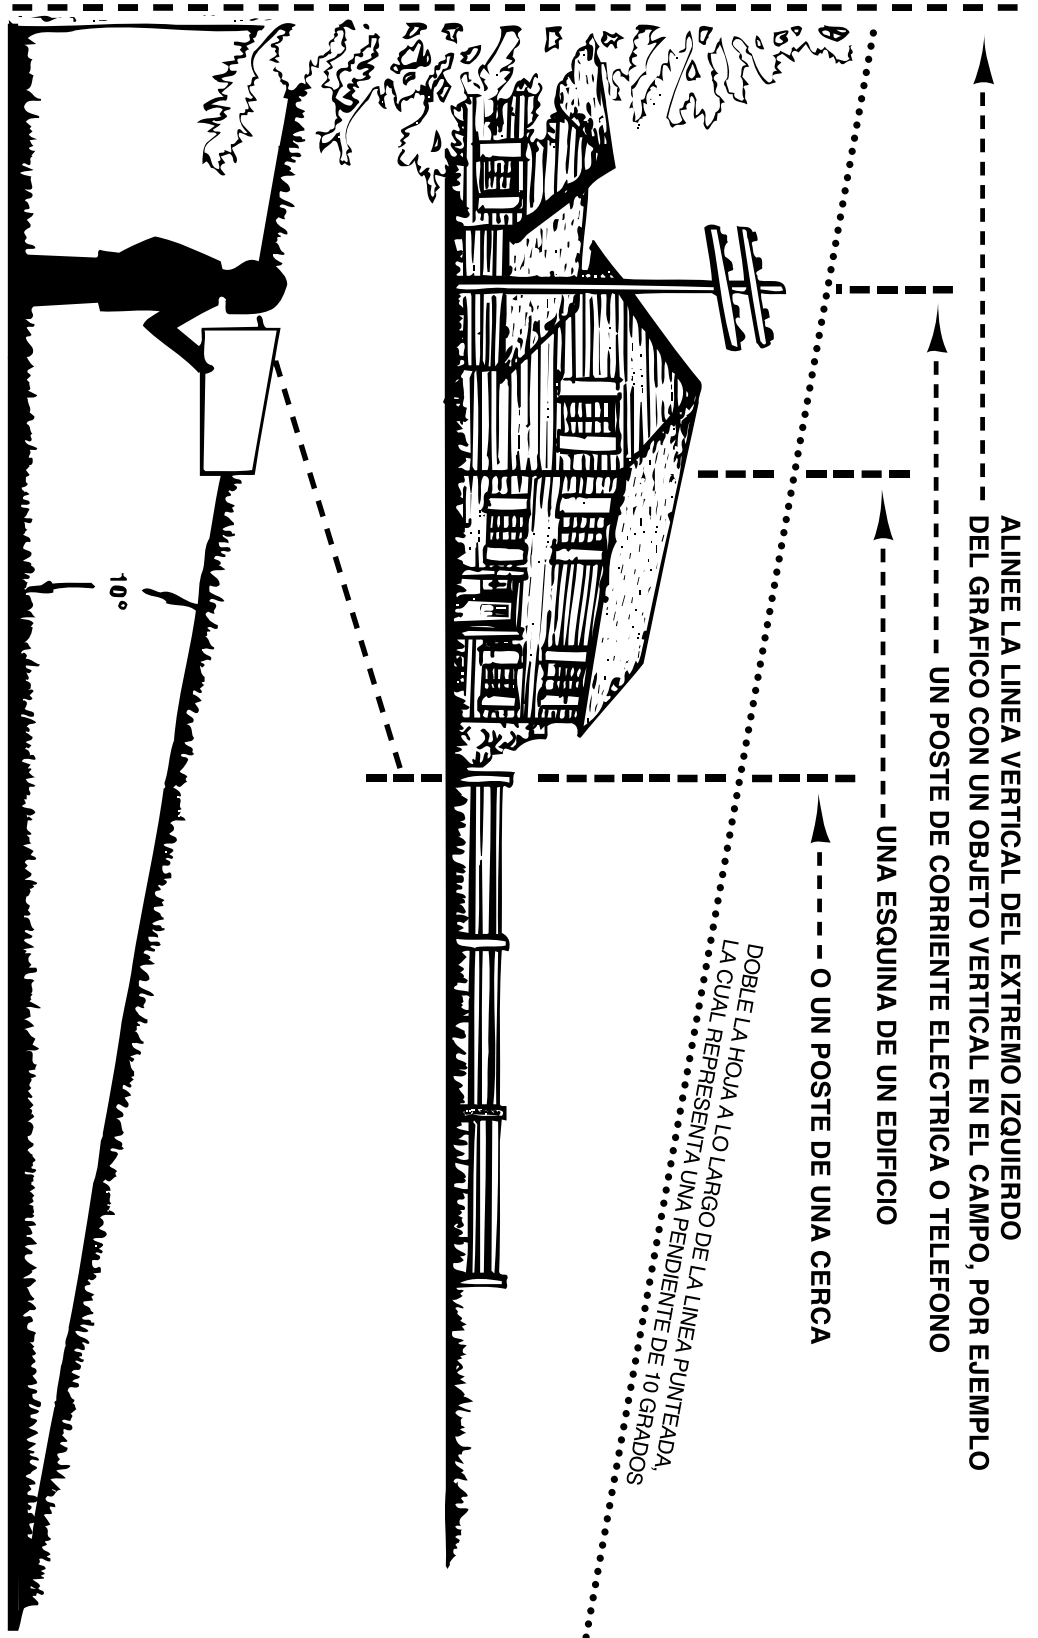 ALINEE LA LINEA VERTICAL DEL EXTREMO IZQUIERDO
DEL GRAFICO CON UN OBJETO VERTICAL EN EL CAMPO, POR EJEMPLO
UN POSTE DE CORRIENTE ELECTRICA O TELEFONO
UNA ESQUINA DE UN EDIFICIO
O UN POSTE DE UNA CERCA
DOBLE LA HOJA A LO LARGO DE LA LINEA PUNTEADA,
LA CUAL REPRESENTA UNA PENDIENTE DE 10 GRADOS
10°